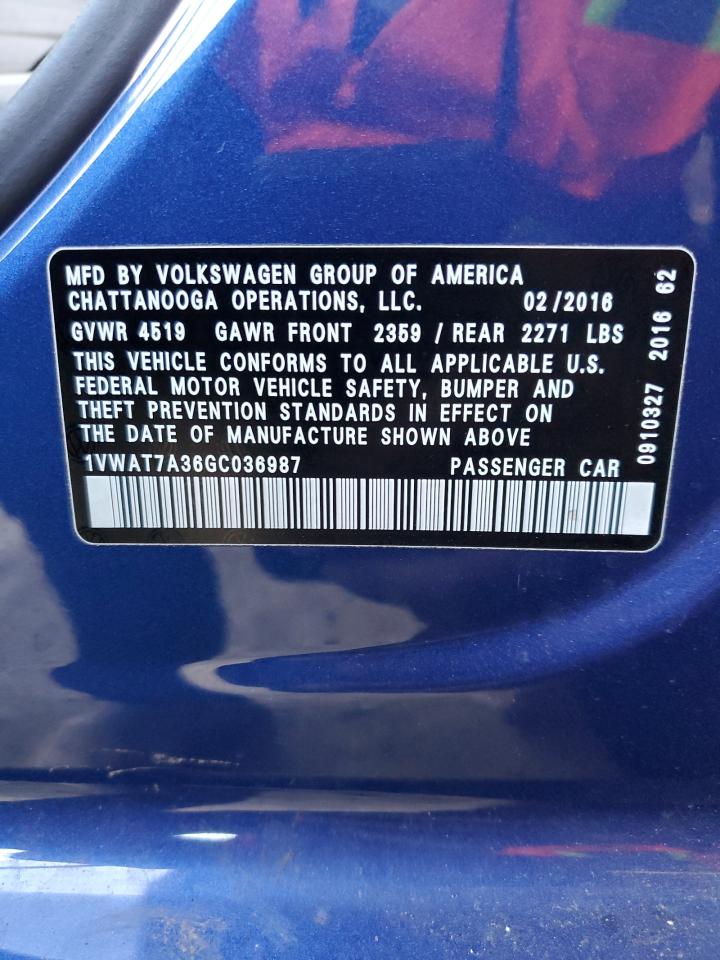 MFD BY VOLKSWAGEN GROUP OF AMERICA
CHATTANOOGA OPERATIONS, LLC. 02/2016
GVWR 4519 GAWR FRONT 2359 / REAR 2271 LBS
THIS VEHICLE CONFORMS TO ALL APPLICABLE U.S.
FEDERAL MOTOR VEHICLE SAFETY, BUMPER AND
THEFT PREVENTION STANDARDS IN EFFECT ON
THE DATE OF MANUFACTURE SHOWN ABOVE
1VWAT7A36GC036987 PASSENGER CAR
0910327 2016 62